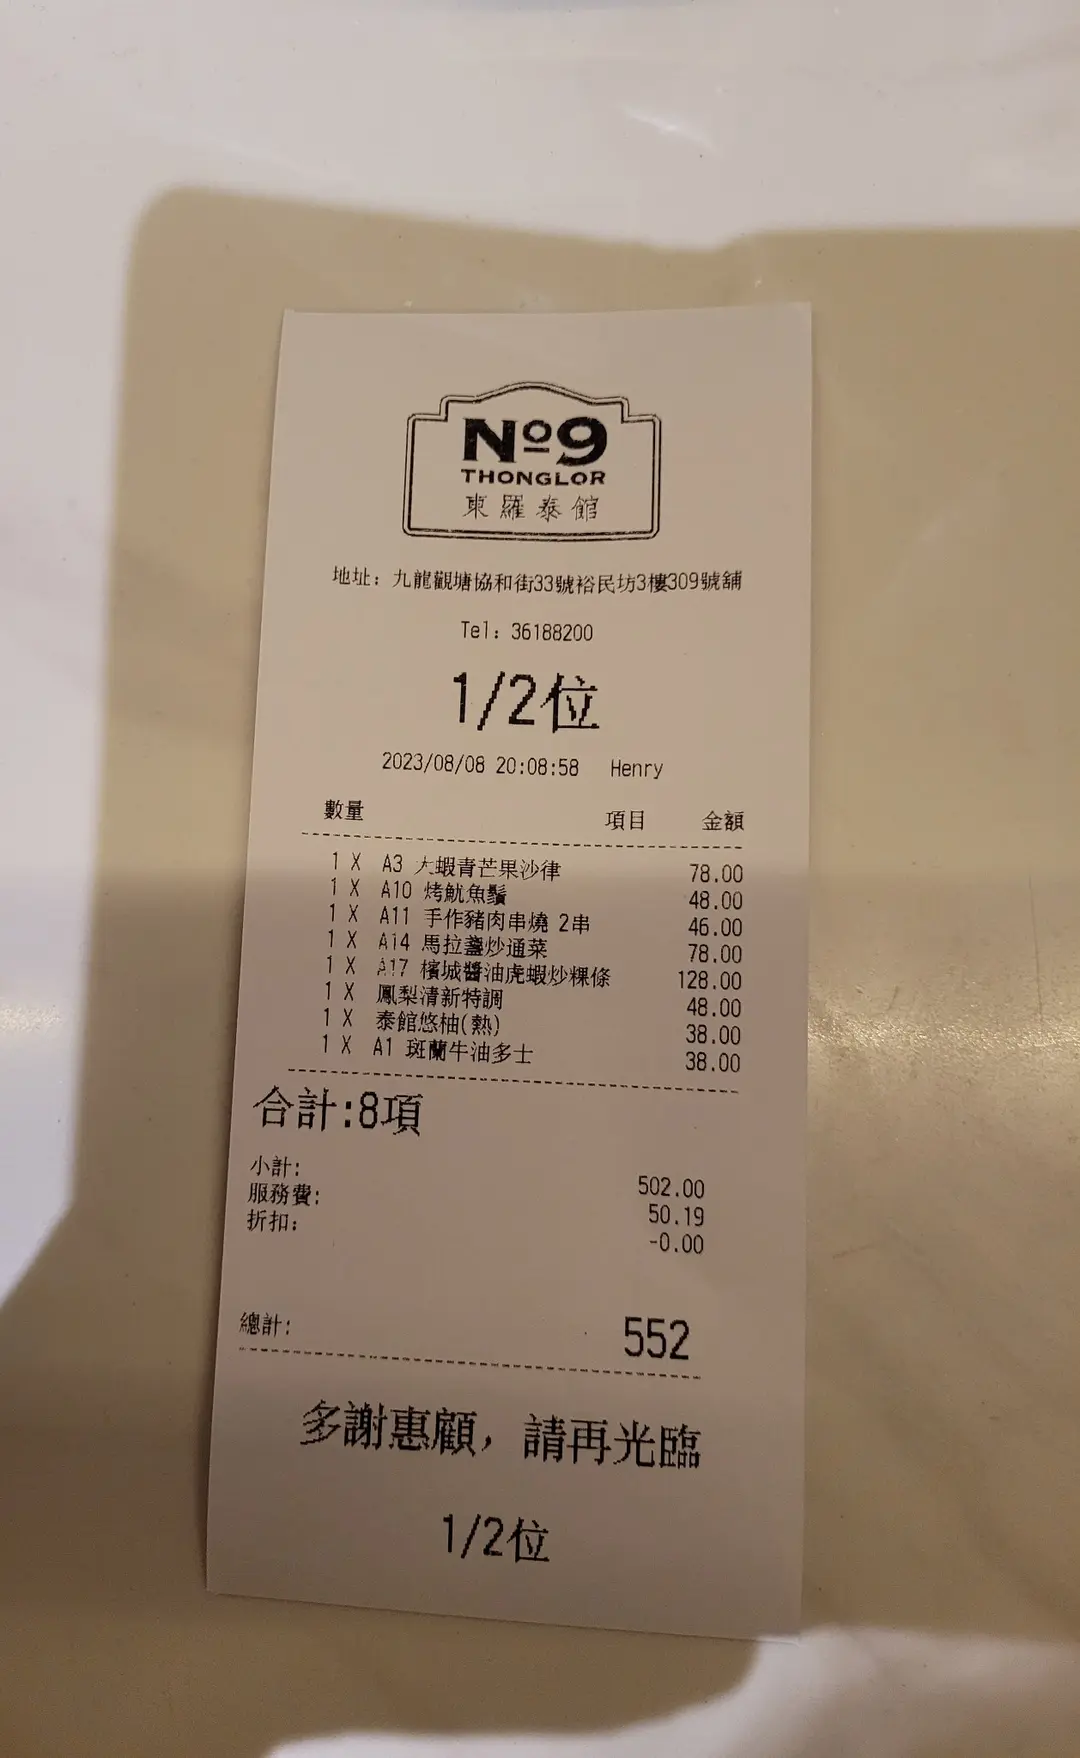 Nº9
THONGLOR
東羅泰館
地址：九龍觀塘協和街33號裕民坊3樓309號舖
Tel：36188200
1/2位
2023/08/08 20:08:58 Henry
數量 項目 金額
1 X A3 大蝦青芒果沙律 78.00
1 X A10 烤魷魚鬚 48.00
1 X A11 手作豬肉串燒 2串 46.00
1 X A14 馬拉盞炒通菜 78.00
1 X A17 檳城醬油虎蝦炒粿條 128.00
1 X 鳳梨清新特調 48.00
1 X 泰館悠柚(熱) 38.00
1 X A1 斑蘭牛油多士 38.00
合計:8項
小計: 502.00
服務費: 50.19
折扣: -0.00
總計: 552
多謝惠顧，請再光臨
1/2位